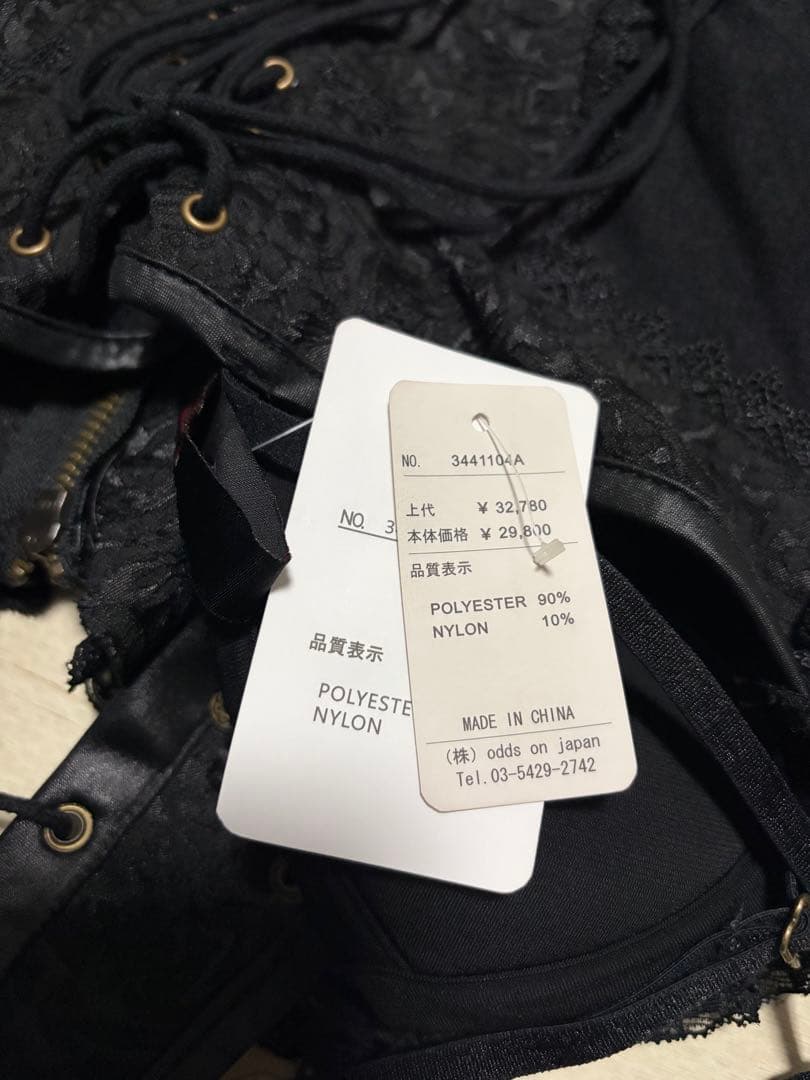 NO. 3441104A
上代 ¥ 32,780
本体価格 ¥ 29,800
品質表示
POLYESTER 90%
NYLON 10%
MADE IN CHINA
(株) odds on japan
Tel.03-5429-2742
NO. 3
品質表示
POLYESTE
NYLON